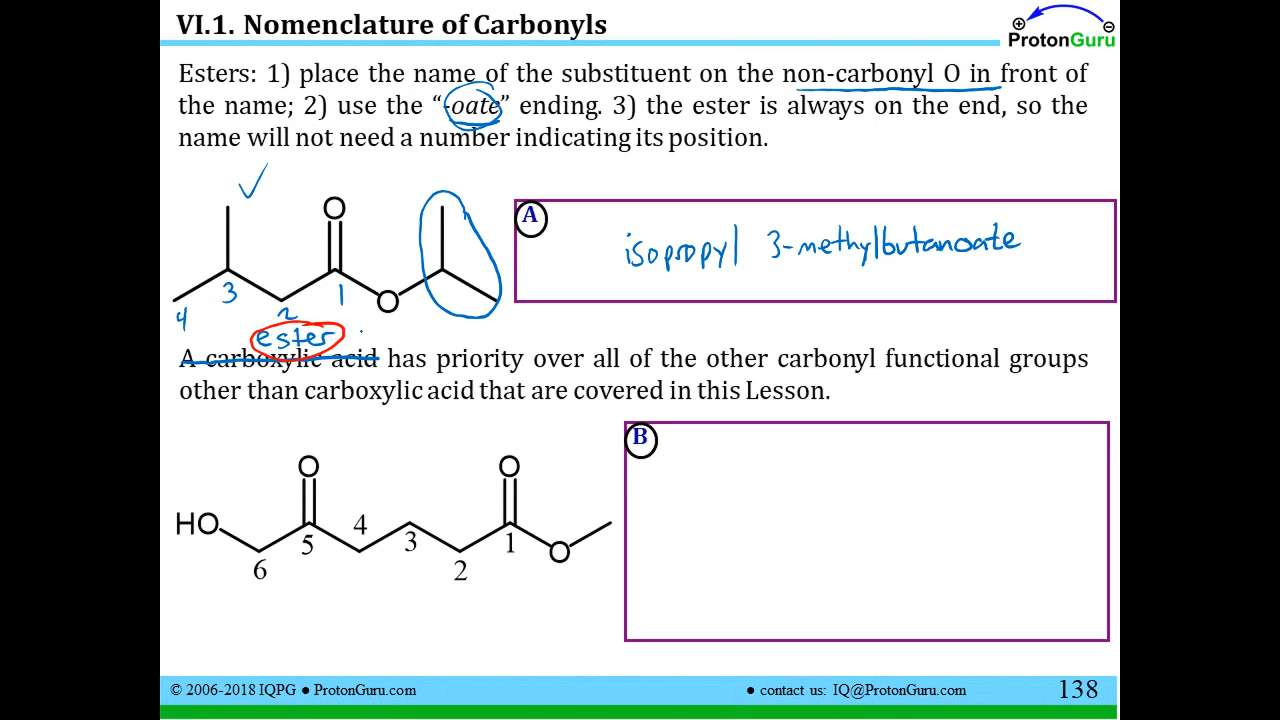 VI.1. Nomenclature of Carbonyls
ProtonGuru
Esters: 1) place the name of the substituent on the non-carbonyl O in front of
the name; 2) use the “-oate” ending. 3) the ester is always on the end, so the
name will not need a number indicating its position.
O
O
4 3 2 1
A
isopropyl 3-methylbutanoate
ester
A carboxylic acid has priority over all of the other carbonyl functional groups
other than carboxylic acid that are covered in this Lesson.
O O
HO O
6 5 4 3 2 1
B
© 2006-2018 IQPG ● ProtonGuru.com ● contact us: IQ@ProtonGuru.com 138